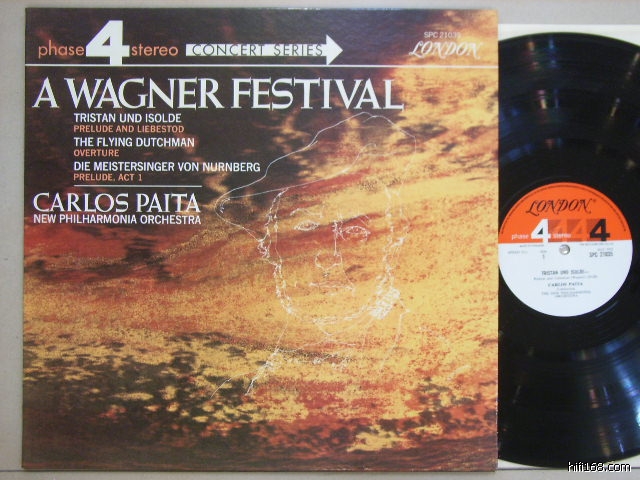 SPC 21035
phase 4 stereo CONCERT SERIES LONDON
A WAGNER FESTIVAL
TRISTAN UND ISOLDE
PRELUDE AND LIEBESTOD
THE FLYING DUTCHMAN
OVERTURE
DIE MEISTERSINGER VON NURNBERG
PRELUDE, ACT 1
CARLOS PAITA
NEW PHILHARMONIA ORCHESTRA
LONDON
phase 4 stereo 4
1
SPC 21035
TRISTAN UND ISOLDE
CARLOS PAITA
hifi168.com